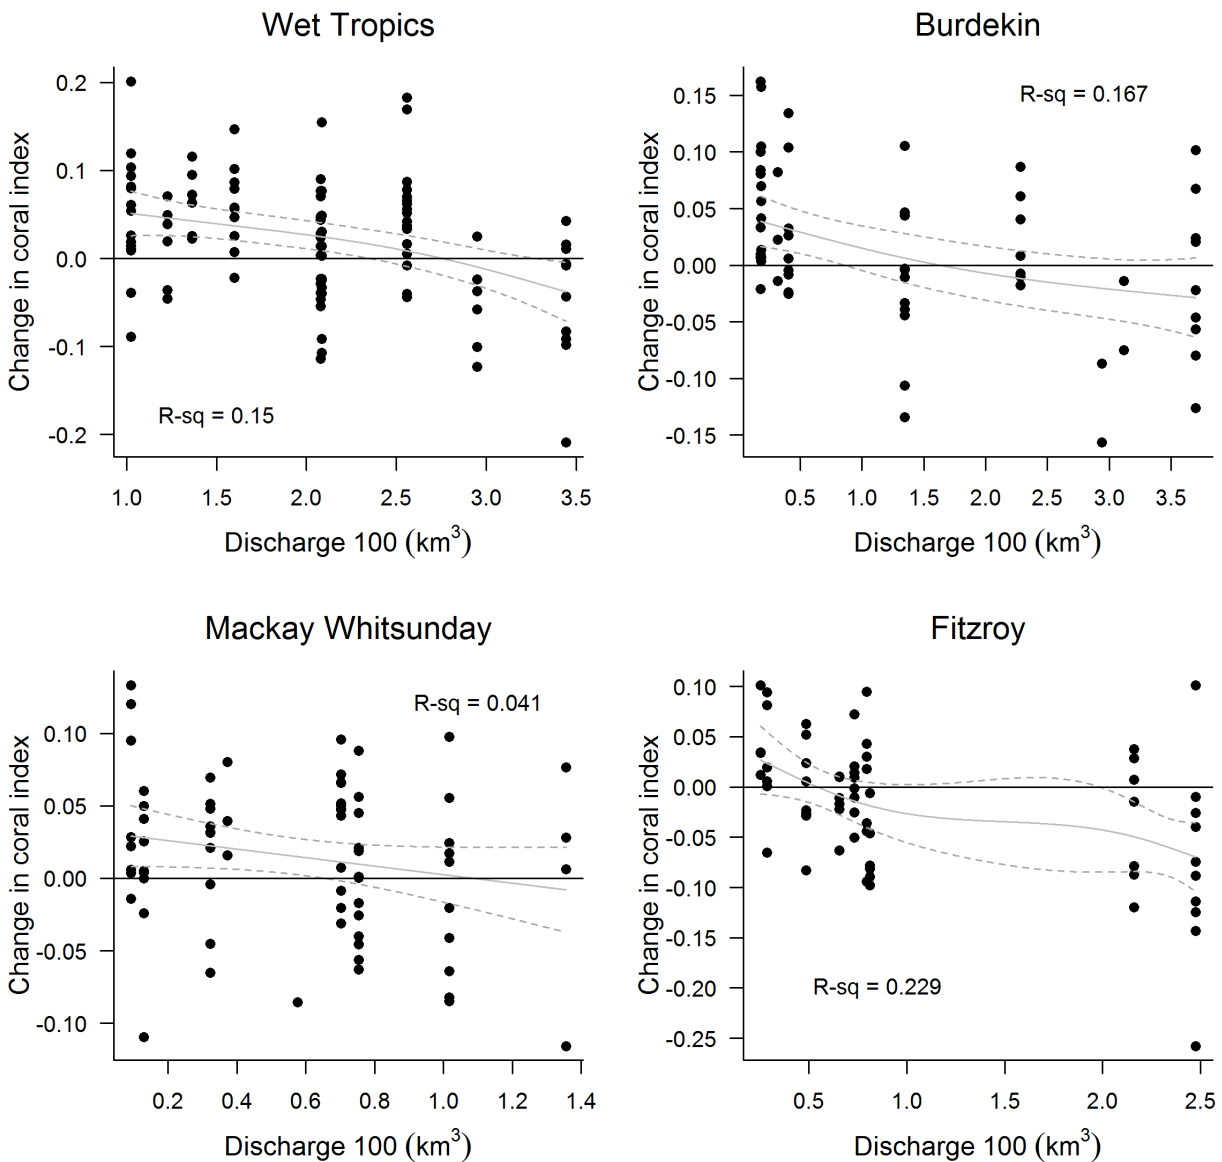 Wet Tropics
Change in coral index
0.2
0.1
0.0
-0.1
-0.2
R-sq = 0.15
1.0 1.5 2.0 2.5 3.0 3.5
Discharge 100 (km³)
Burdekin
Change in coral index
0.15
0.10
0.05
0.00
-0.05
-0.10
-0.15
R-sq = 0.167
0.5 1.0 1.5 2.0 2.5 3.0 3.5
Discharge 100 (km³)
Mackay Whitsunday
Change in coral index
0.10
0.05
0.00
-0.05
-0.10
R-sq = 0.041
0.2 0.4 0.6 0.8 1.0 1.2 1.4
Discharge 100 (km³)
Fitzroy
Change in coral index
0.10
0.05
0.00
-0.05
-0.10
-0.15
-0.20
-0.25
R-sq = 0.229
0.5 1.0 1.5 2.0 2.5
Discharge 100 (km³)